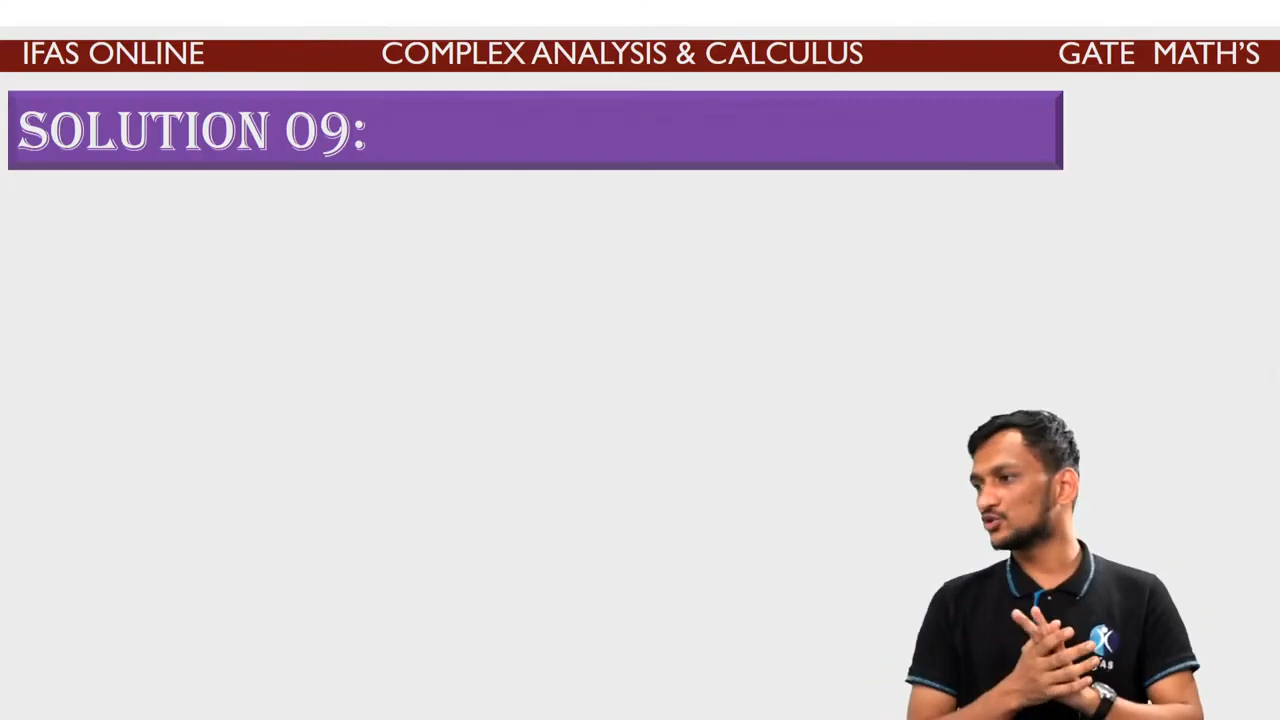 IFAS ONLINE COMPLEX ANALYSIS & CALCULUS GATE MATH'S
SOLUTION 09: